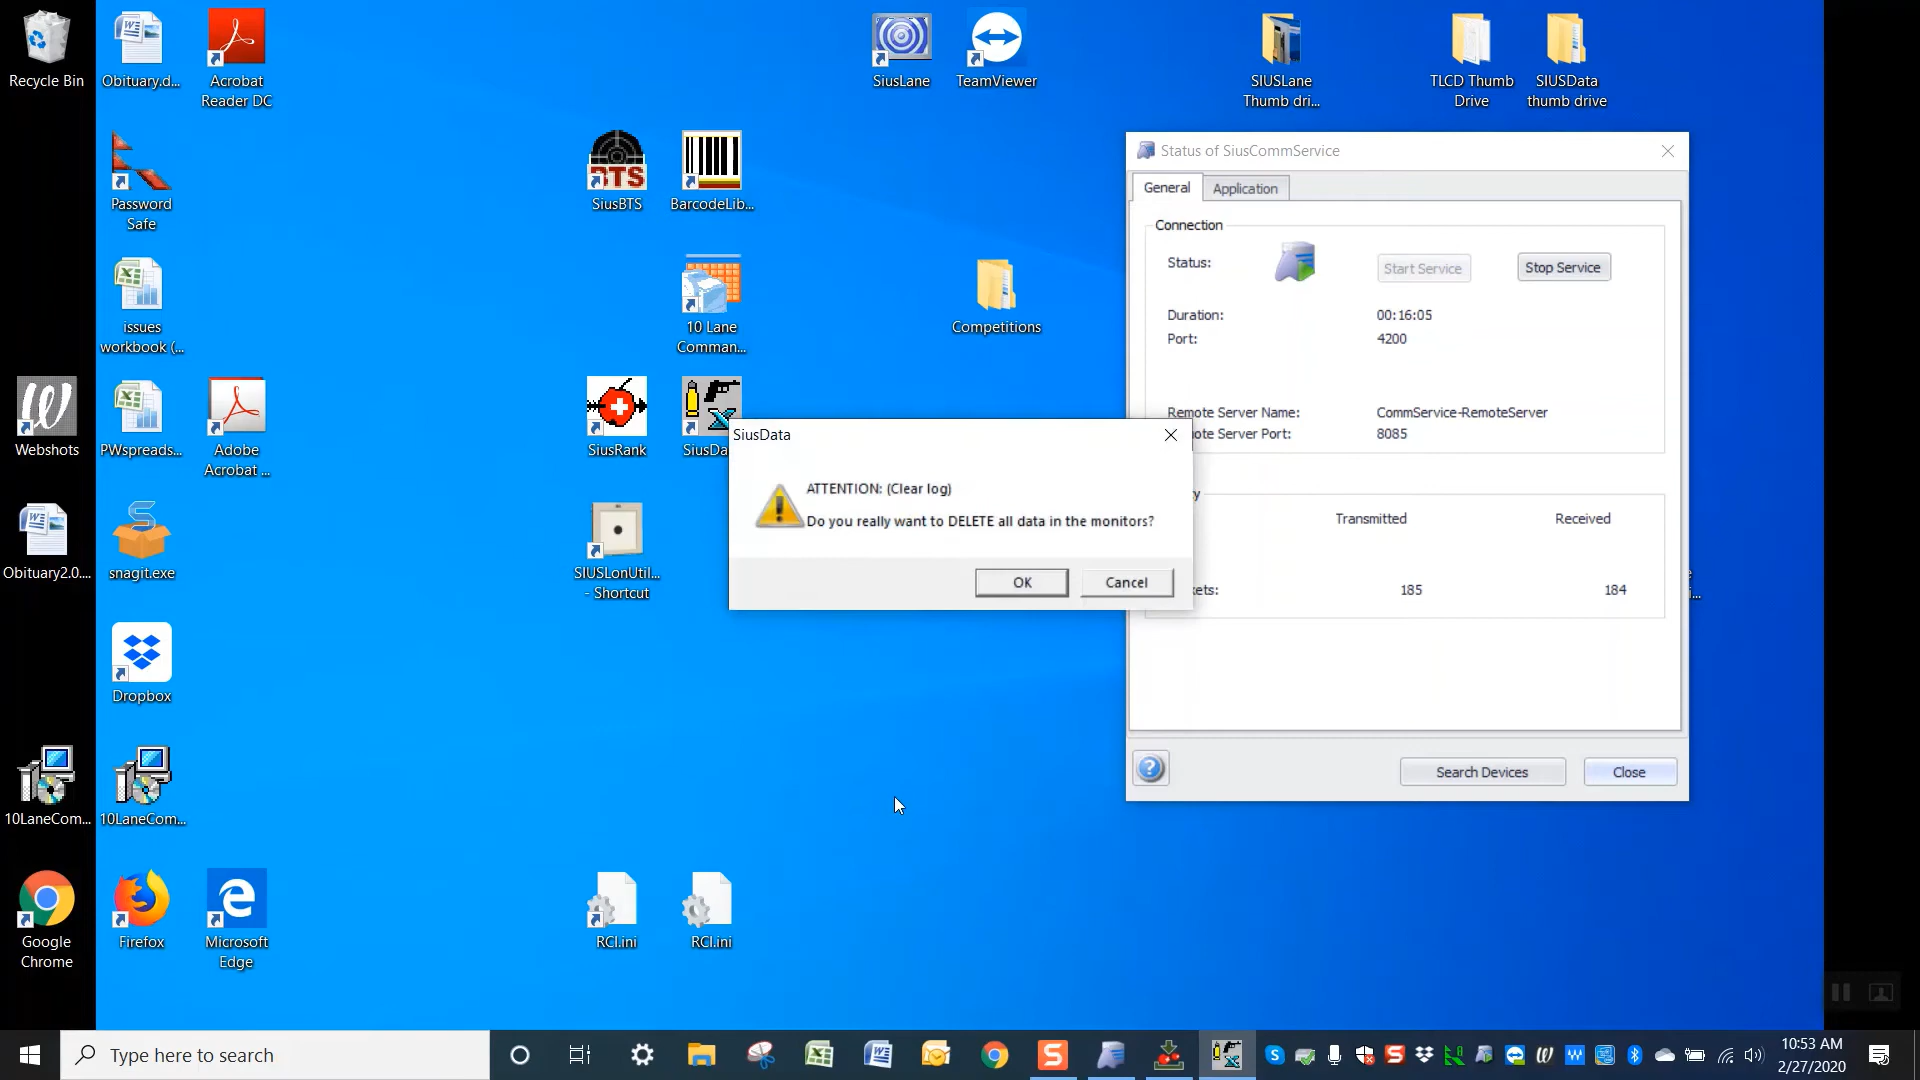 Recycle Bin
Obituary.d...
Acrobat
Reader DC
SiusLane
TeamViewer
SIUSLane
Thumb dri...
TLCD Thumb
Drive
SIUSData
thumb drive
Password
Safe
BTS
SiusBTS
BarcodeLib...
issues
workbook (...
10 Lane
Comman...
Competitions
Webshots
PWspreads...
Adobe
Acrobat ...
SiusRank
SiusDa
Obituary2.0....
snagit.exe
SIUSLonUtil...
- Shortcut
Dropbox
10LaneCom...
10LaneCom...
Google
Chrome
Firefox
Microsoft
Edge
RCI.ini
RCI.ini
Status of SiusCommService
General
Application
Connection
Status:
Start Service
Stop Service
Duration:
00:16:05
Port:
4200
Remote Server Name:
CommService-RemoteServer
ote Server Port:
8085
y
Transmitted
Received
kets:
185
184
Search Devices
Close
SiusData
ATTENTION: (Clear log)
Do you really want to DELETE all data in the monitors?
OK
Cancel
Type here to search
10:53 AM
2/27/2020